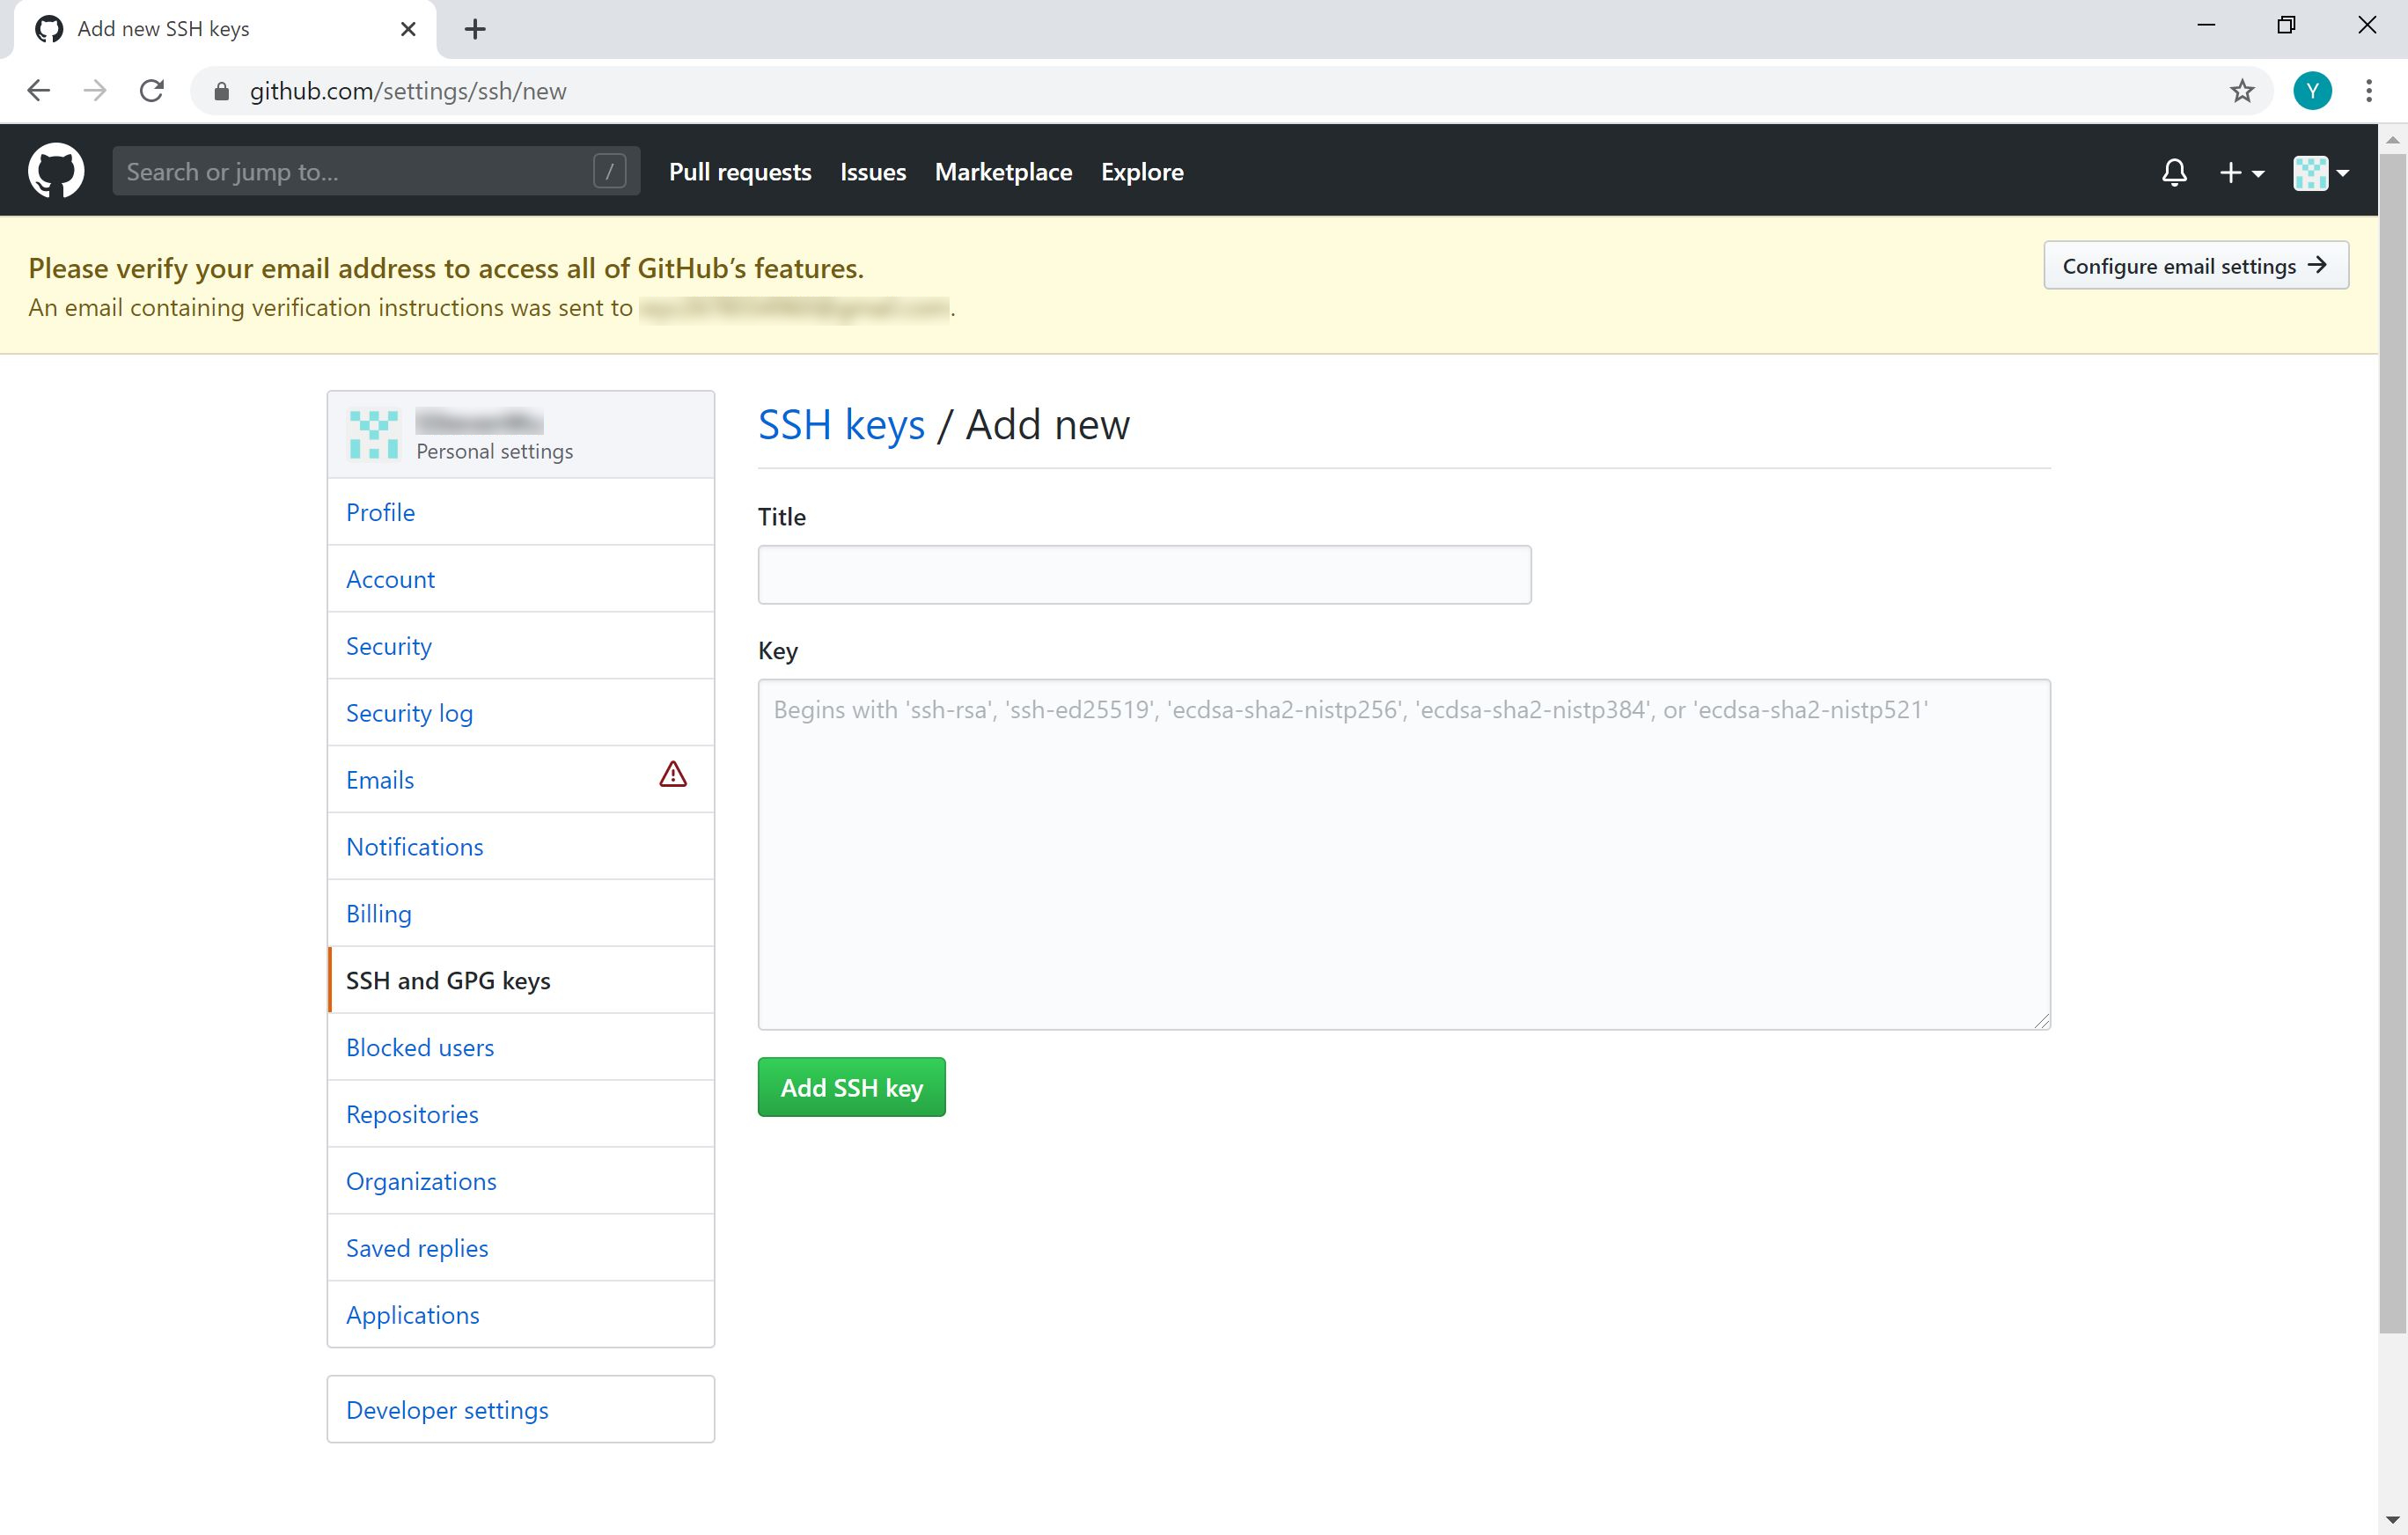 Add new SSH keys
github.com/settings/ssh/new
Y
Search or jump to...
/
Pull requests
Issues
Marketplace
Explore
Please verify your email address to access all of GitHub’s features.
An email containing verification instructions was sent to .
Configure email settings
Personal settings
Profile
Account
Security
Security log
Emails
Notifications
Billing
SSH and GPG keys
Blocked users
Repositories
Organizations
Saved replies
Applications
Developer settings
SSH keys / Add new
Title
Key
Begins with 'ssh-rsa', 'ssh-ed25519', 'ecdsa-sha2-nistp256', 'ecdsa-sha2-nistp384', or 'ecdsa-sha2-nistp521'
Add SSH key